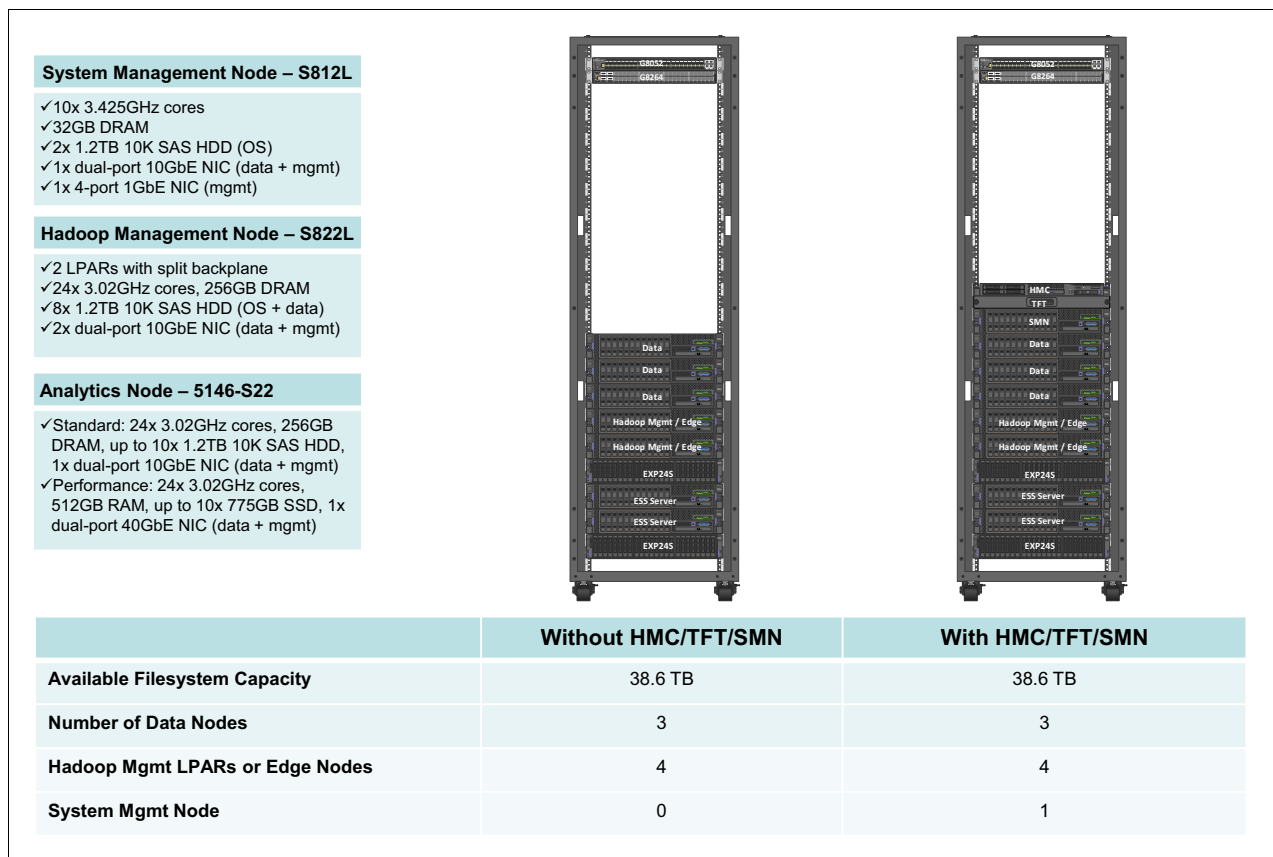 System Management Node – S812L
✓10x 3.425GHz cores
✓32GB DRAM
✓2x 1.2TB 10K SAS HDD (OS)
✓1x dual-port 10GbE NIC (data + mgmt)
✓1x 4-port 1GbE NIC (mgmt)
Hadoop Management Node – S822L
✓2 LPARs with split backplane
✓24x 3.02GHz cores, 256GB DRAM
✓8x 1.2TB 10K SAS HDD (OS + data)
✓2x dual-port 10GbE NIC (data + mgmt)
Analytics Node – 5146-S22
✓Standard: 24x 3.02GHz cores, 256GB
DRAM, up to 10x 1.2TB 10K SAS HDD,
1x dual-port 10GbE NIC (data + mgmt)
✓Performance: 24x 3.02GHz cores,
512GB RAM, up to 10x 775GB SSD, 1x
dual-port 40GbE NIC (data + mgmt)
G8052
G8264
Data
Data
Data
Hadoop Mgmt / Edge
Hadoop Mgmt / Edge
EXP24S
ESS Server
ESS Server
EXP24S
G8052
G8264
HMC
TFT
SMN
Data
Data
Data
Hadoop Mgmt / Edge
Hadoop Mgmt / Edge
EXP24S
ESS Server
ESS Server
EXP24S
Without HMC/TFT/SMN With HMC/TFT/SMN
Available Filesystem Capacity 38.6 TB 38.6 TB
Number of Data Nodes 3 3
Hadoop Mgmt LPARs or Edge Nodes 4 4
System Mgmt Node 0 1